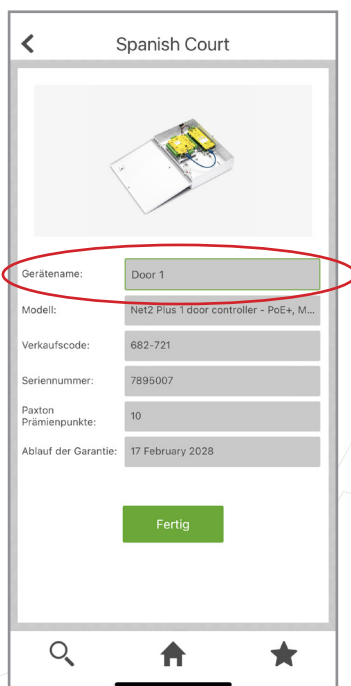 Spanish Court
Gerätename: Door 1
Modell: Net2 Plus 1 door controller - PoE+, M...
Verkaufscode: 682-721
Seriennummer: 7895007
Paxton
Prämienpunkte: 10
Ablauf der Garantie: 17 February 2028
Fertig